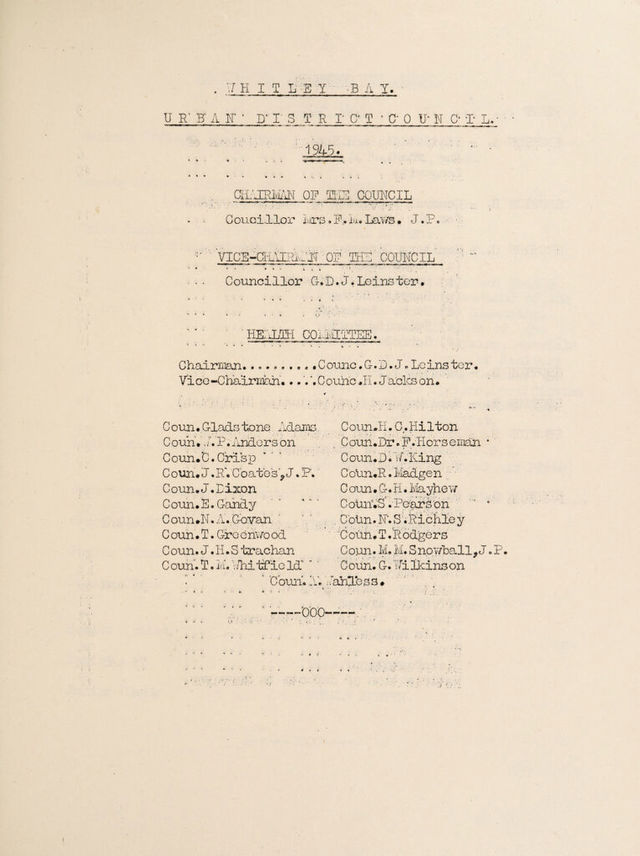 WHITLEY BAY.
URBAN DISTRICT COUNCIL.
1945.
CHAIRMAN OF THE COUNCIL
Coucillor Mrs.F.M.Laws. J.P.
VICE-CHAIRMAN OF THE COUNCIL
Councillor G.D.J.Leinster.
HEALTH COMMITTEE.
Chairman..........Counc.G.D.J.Leinster.
Vice-Chairman.....Counc.H.Jackson.
Coun.Gladstone Adams Coun.H.C.Hilton
Coun. .P.Anderson Coun.Dr.F.Horseman
Coun.C.Crisp Coun.D.W.King
Coun.J.R.Coates,J.P. Coun.R.Madgen
Coun.J.Dixon Coun.G.H.Mayhew
Coun.E.Gandy Coun.S.Pearson
Coun.N.A.Govan Coun.N.S.Richley
Coun.T.Greenwood Coun.T.Rodgers
Coun.J.H.Strachan Coun.M.M.Snowball,J.P.
Coun.T.M.Whitfield Coun.G.Wilkinson
Coun.
----000----